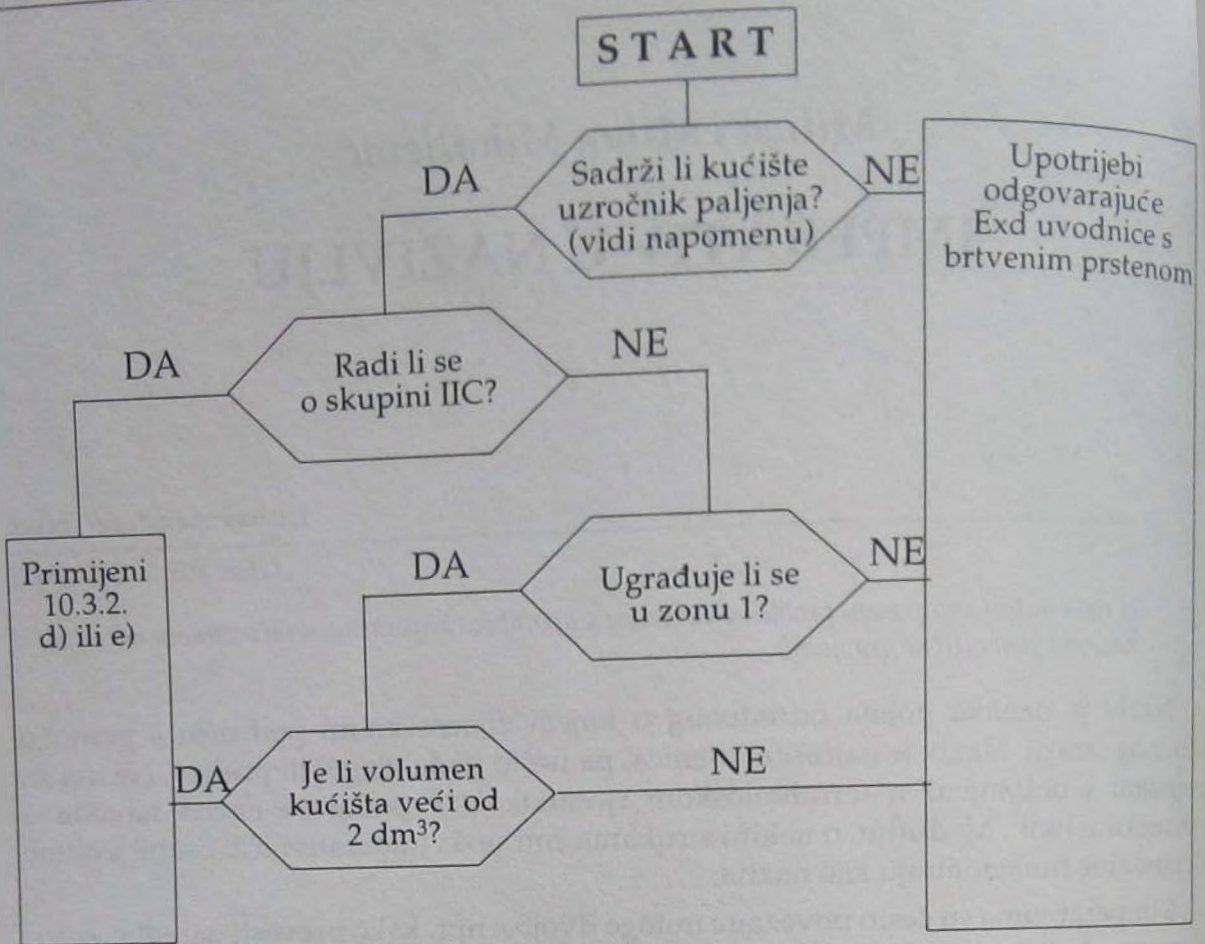 START
Sadrži li kućište
uzročnik paljenja?
(vidi napomenu)
DA
NE
Upotrijebi
odgovarajuće
Exd uvodnice s
brtvenim prstenom
Radi li se
o skupini IIC?
DA
NE
Primijeni
10.3.2.
d) ili e)
Ugrađuje li se
u zonu 1?
DA
NE
Je li volumen
kućišta veći od
2 dm³?
DA
NE